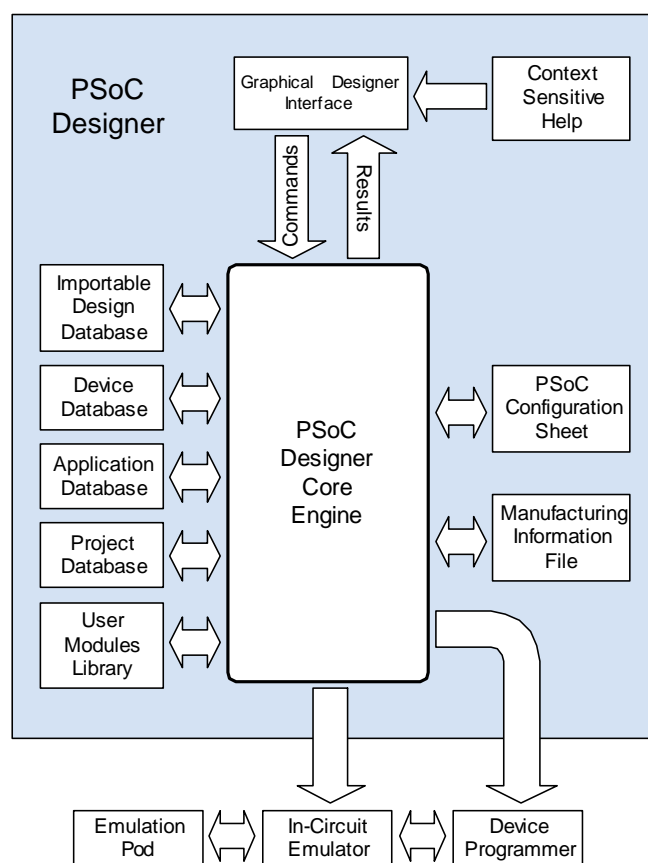 PSoC
Designer
Graphical Designer
Interface
Context
Sensitive
Help
Commands
Results
Importable
Design
Database
Device
Database
Application
Database
Project
Database
User
Modules
Library
PSoC
Designer
Core
Engine
PSoC
Configuration
Sheet
Manufacturing
Information
File
Emulation
Pod
In-Circuit
Emulator
Device
Programmer